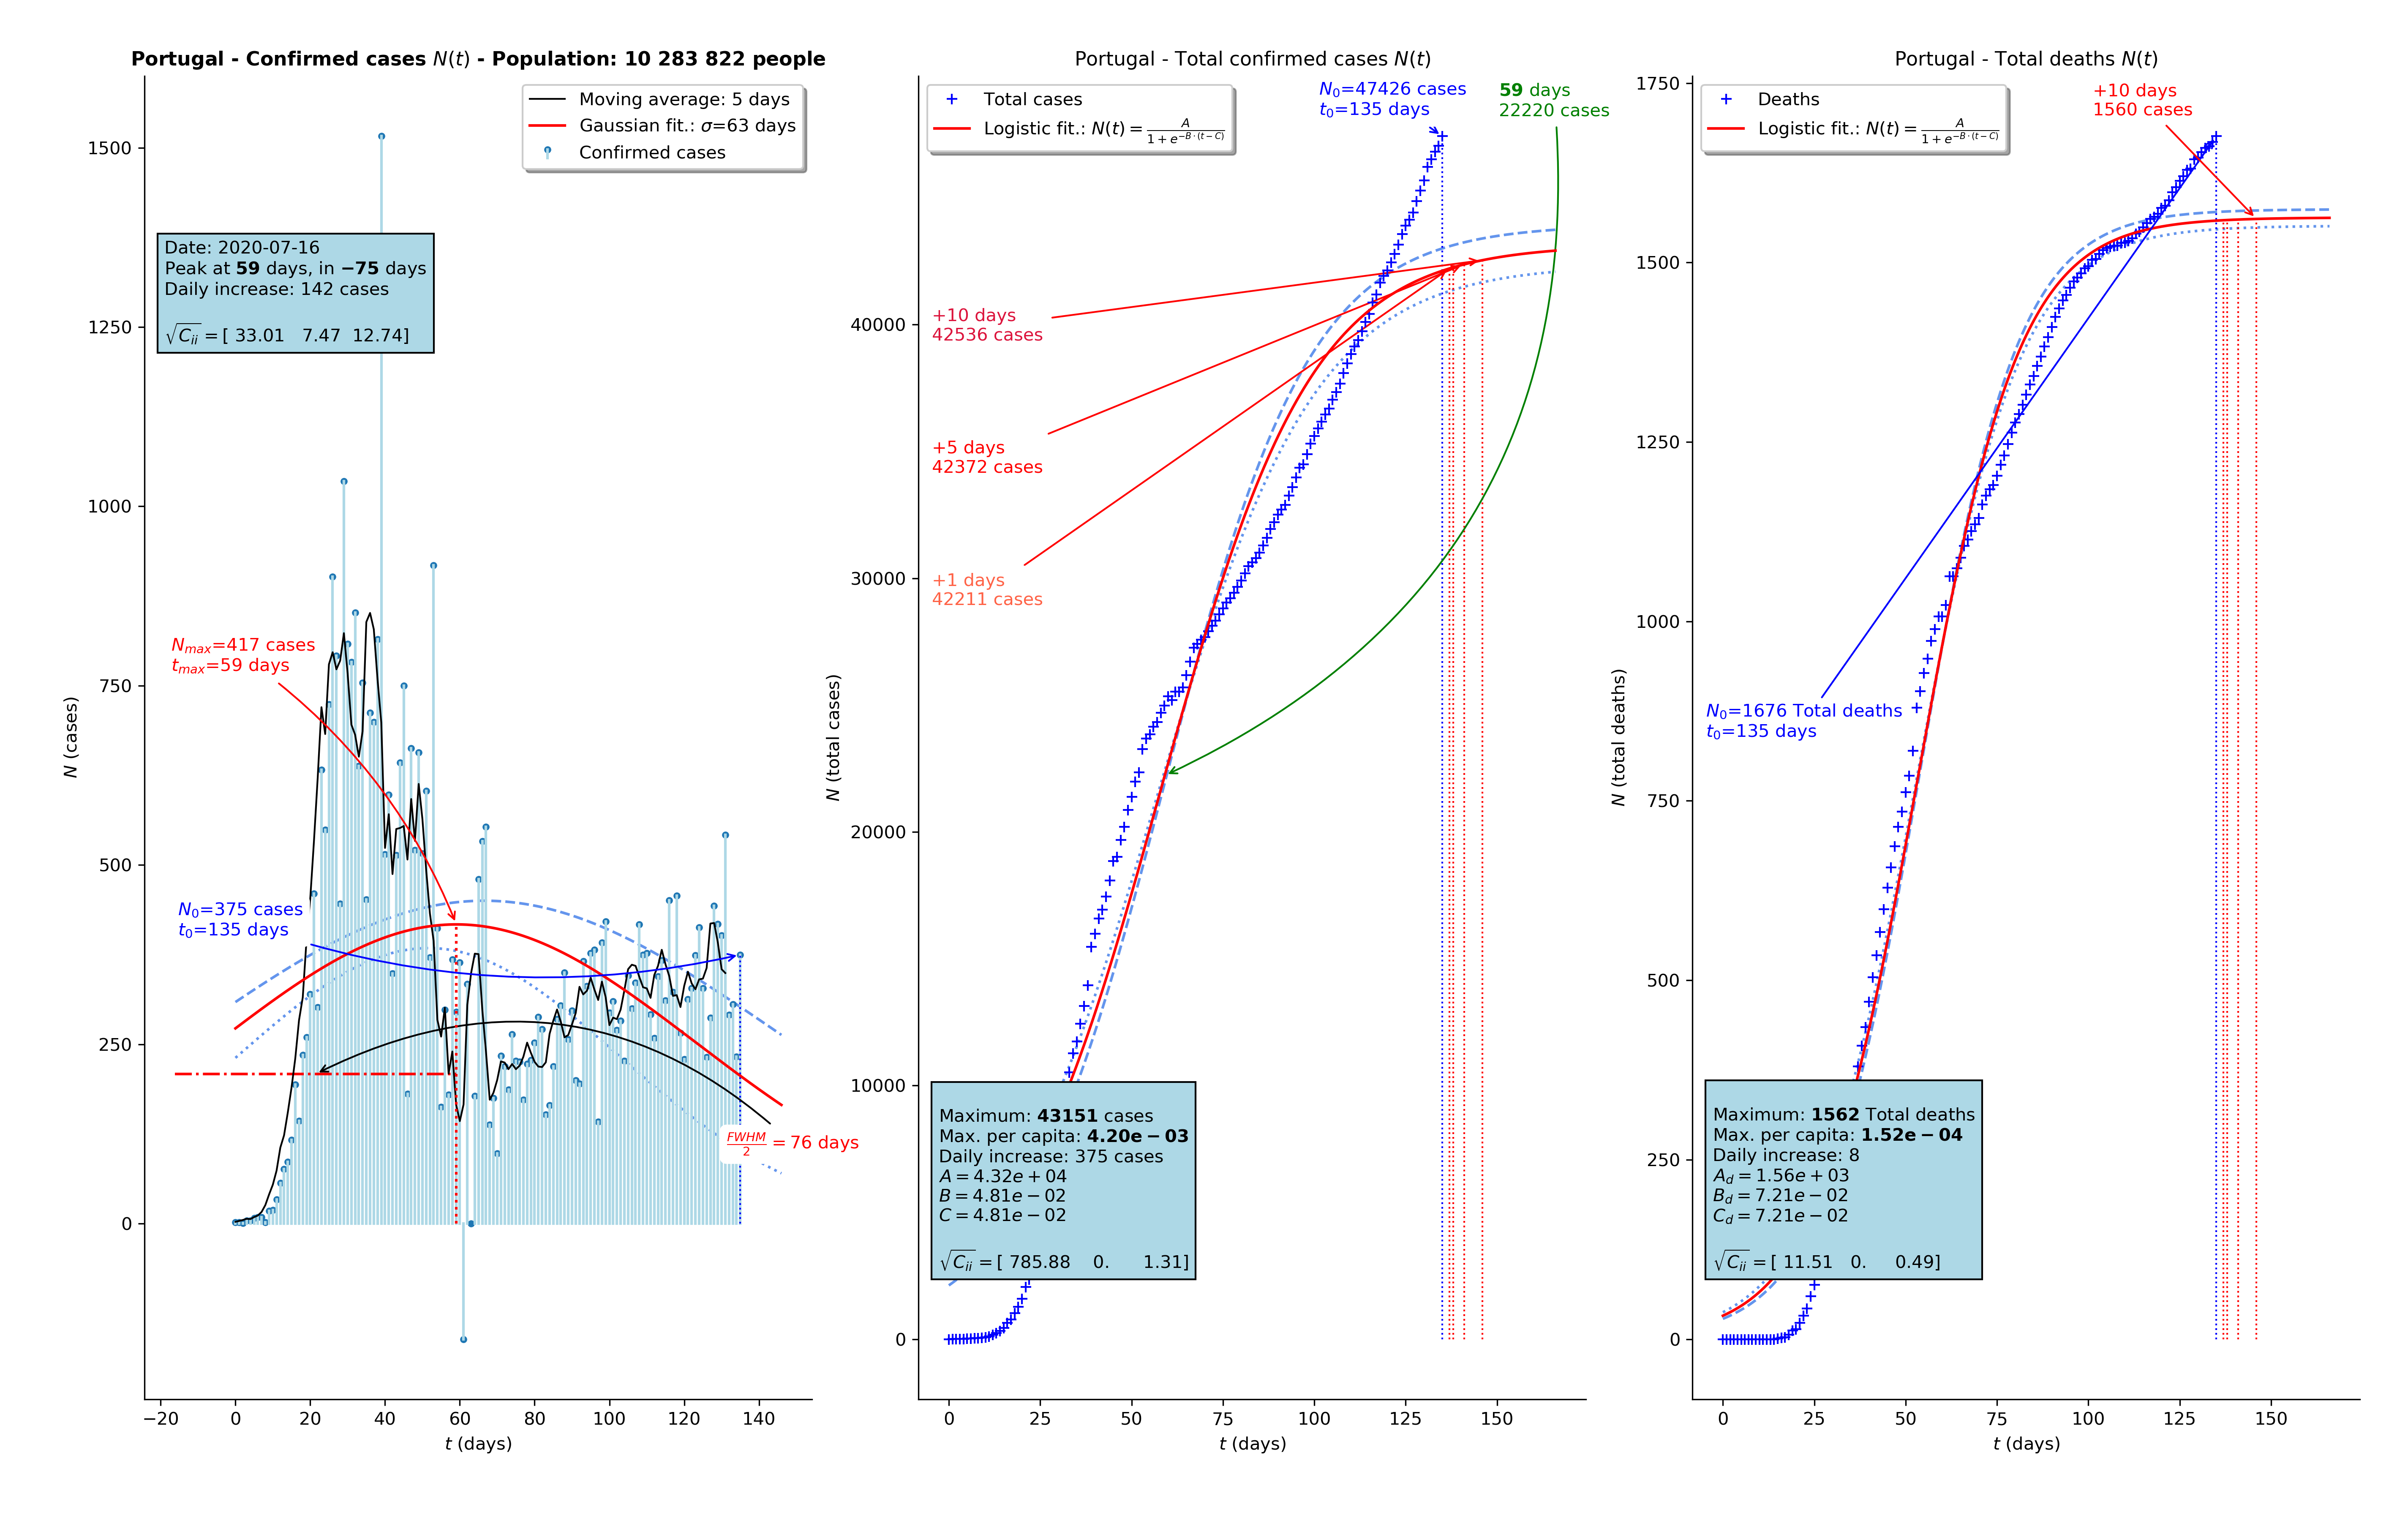 Portugal - Confirmed cases N(t) - Population: 10 283 822 people
Moving average: 5 days
Gaussian fit.: σ=63 days
Confirmed cases
Date: 2020-07-16
Peak at 59 days, in −75 days
Daily increase: 142 cases
√C_ii = [ 33.01 7.47 12.74]
N_max=417 cases
t_max=59 days
N_0=375 cases
t_0=135 days
FWHM/2 = 76 days
1500
1250
1000
750
500
250
0
N (cases)
−20 0 20 40 60 80 100 120 140
t (days)
Portugal - Total confirmed cases N(t)
Total cases
Logistic fit.: N(t) = A/(1 + e^{−B·(t−C)})
N_0=47426 cases
t_0=135 days
59 days
22220 cases
+10 days
42536 cases
+5 days
42372 cases
+1 days
42211 cases
Maximum: 43151 cases
Max. per capita: 4.20e − 03
Daily increase: 375 cases
A = 4.32e + 04
B = 4.81e − 02
C = 4.81e − 02
√C_ii = [ 785.88 0. 1.31]
40000
30000
20000
10000
0
N (total cases)
0 25 50 75 100 125 150
t (days)
Portugal - Total deaths N(t)
Deaths
Logistic fit.: N(t) = A/(1 + e^{−B·(t−C)})
+10 days
1560 cases
N_0=1676 Total deaths
t_0=135 days
Maximum: 1562 Total deaths
Max. per capita: 1.52e − 04
Daily increase: 8
A_d = 1.56e + 03
B_d = 7.21e − 02
C_d = 7.21e − 02
√C_ii = [ 11.51 0. 0.49]
1750
1500
1250
1000
750
500
250
0
N (total deaths)
0 25 50 75 100 125 150
t (days)